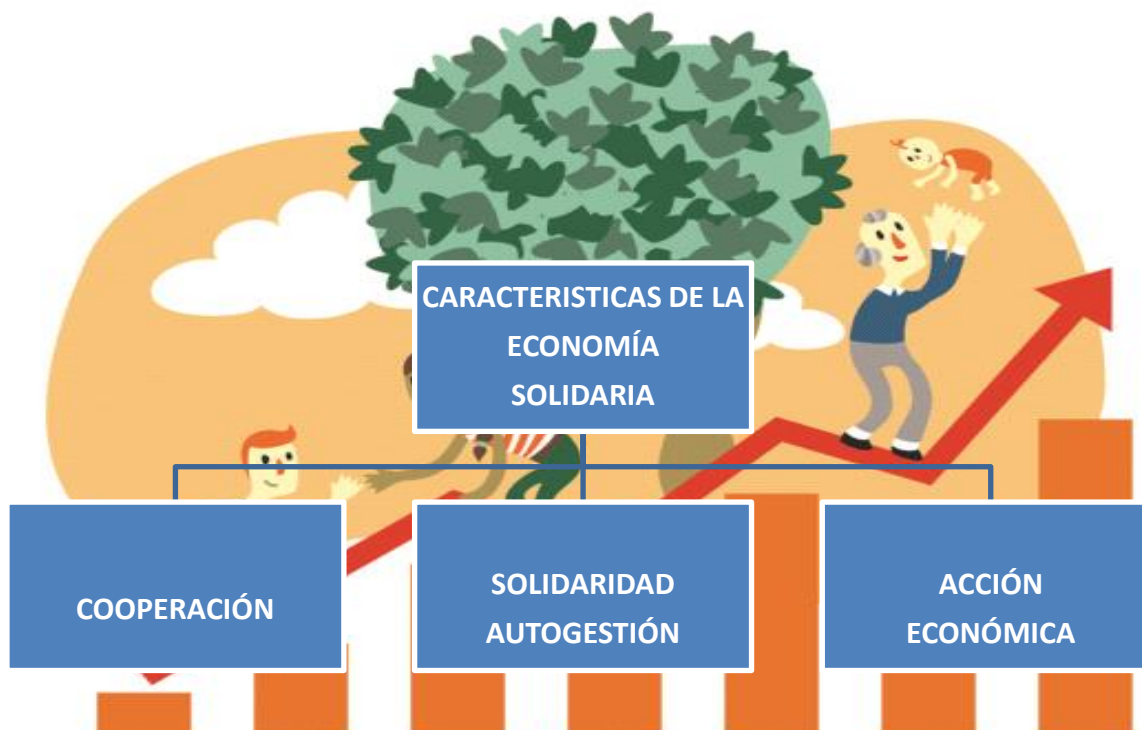 CARACTERISTICAS DE LA
ECONOMÍA
SOLIDARIA
COOPERACIÓN
SOLIDARIDAD
AUTOGESTIÓN
ACCIÓN
ECONÓMICA